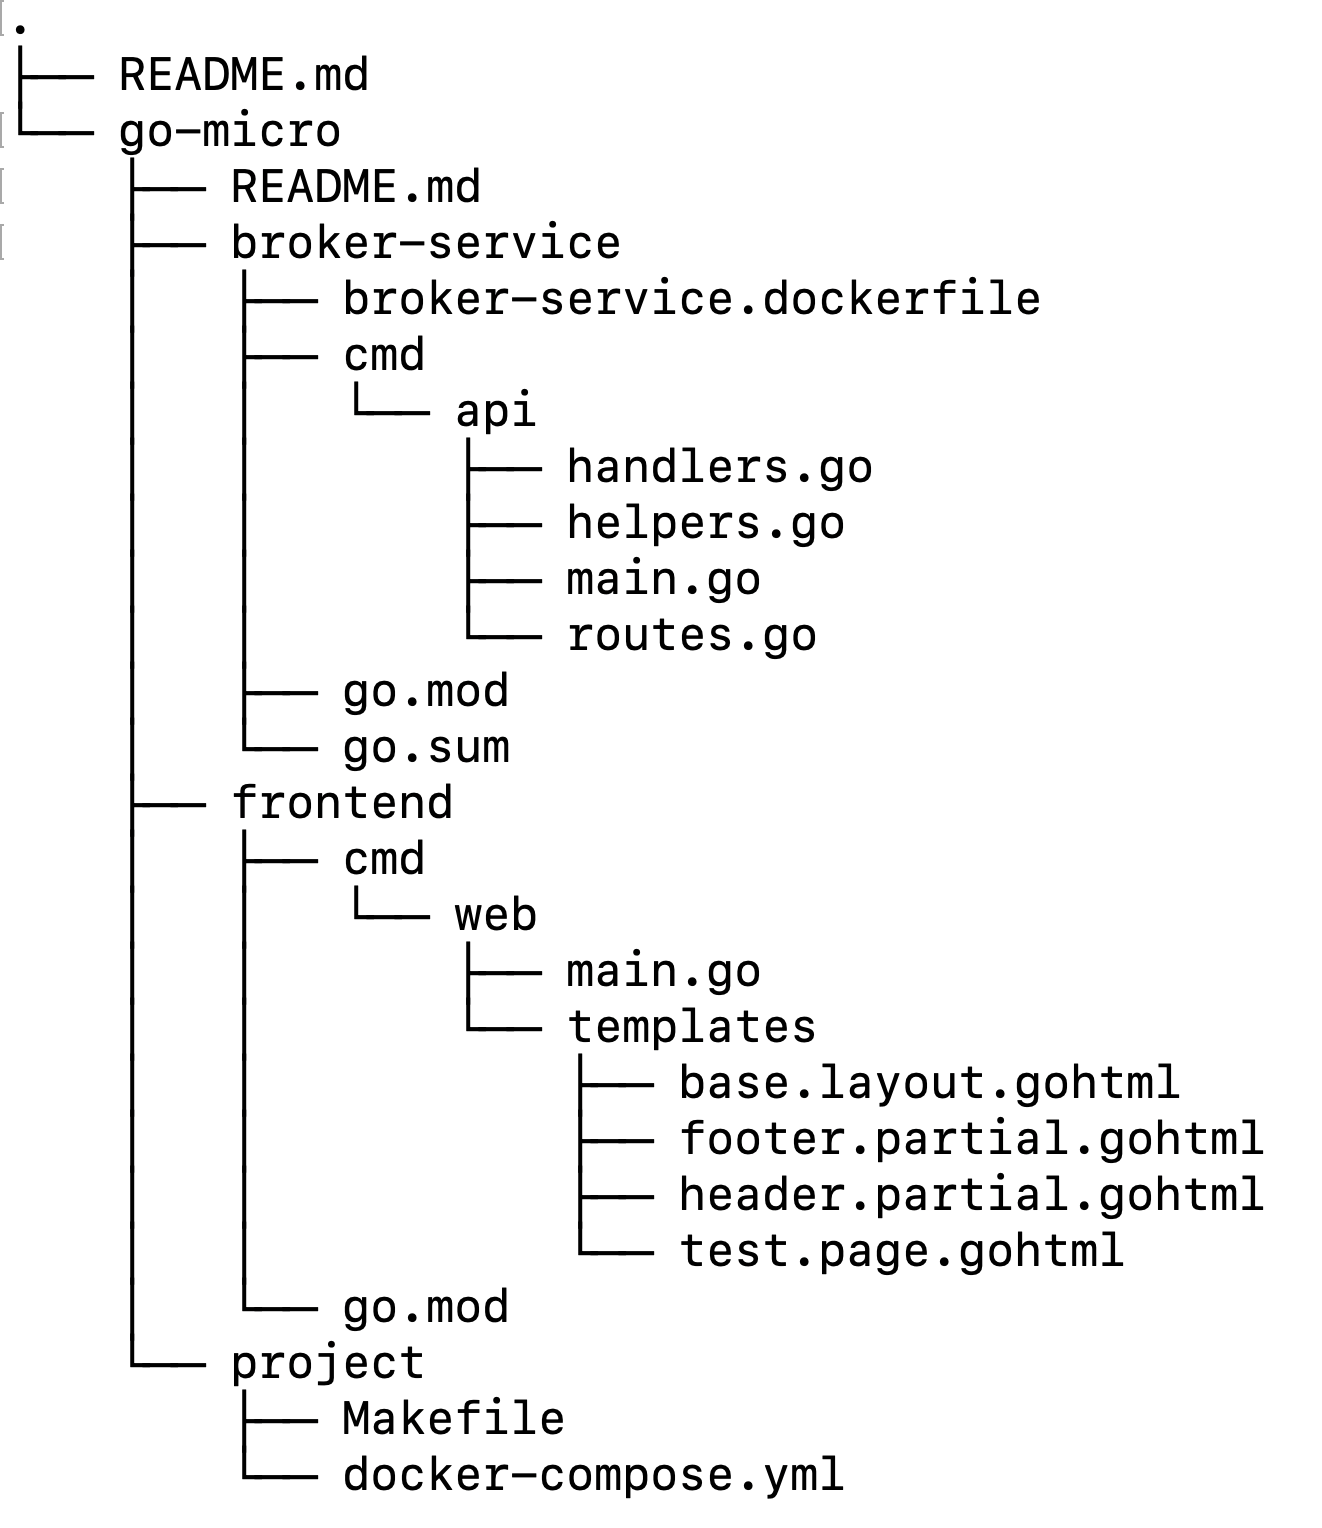 .
├── README.md
└── go-micro
    ├── README.md
    ├── broker-service
    │   ├── broker-service.dockerfile
    │   ├── cmd
    │   │   └── api
    │   │       ├── handlers.go
    │   │       ├── helpers.go
    │   │       ├── main.go
    │   │       └── routes.go
    │   ├── go.mod
    │   └── go.sum
    ├── frontend
    │   ├── cmd
    │   │   └── web
    │   │       ├── main.go
    │   │       └── templates
    │   │           ├── base.layout.gohtml
    │   │           ├── footer.partial.gohtml
    │   │           ├── header.partial.gohtml
    │   │           └── test.page.gohtml
    │   └── go.mod
    └── project
        ├── Makefile
        └── docker-compose.yml